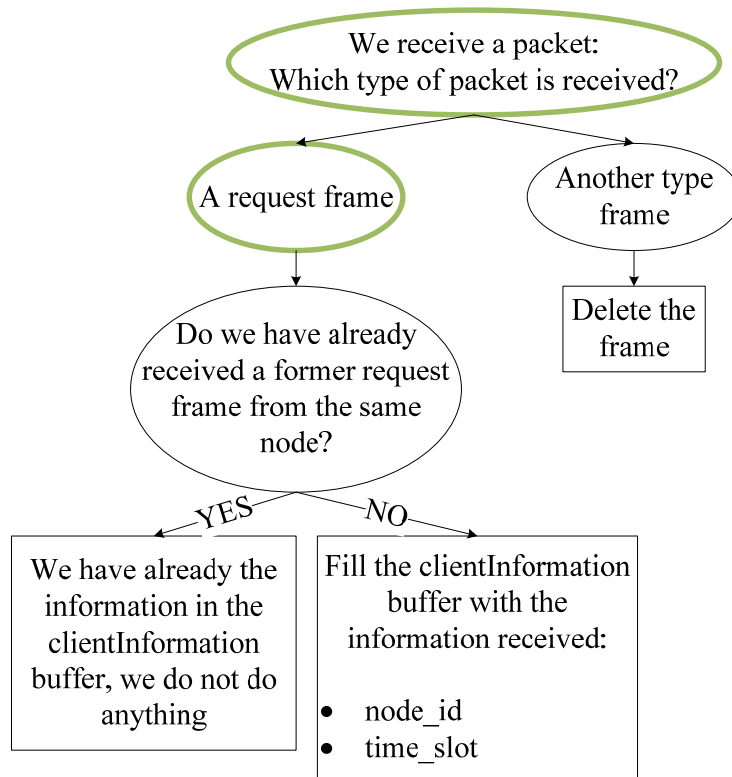 We receive a packet:
Which type of packet is received?
A request frame
Another type
frame
Delete the
frame
Do we have already
received a former request
frame from the same
node?
YES
NO
We have already the
information in the
clientInformation
buffer, we do not do
anything
Fill the clientInformation
buffer with the
information received:
• node_id
• time_slot